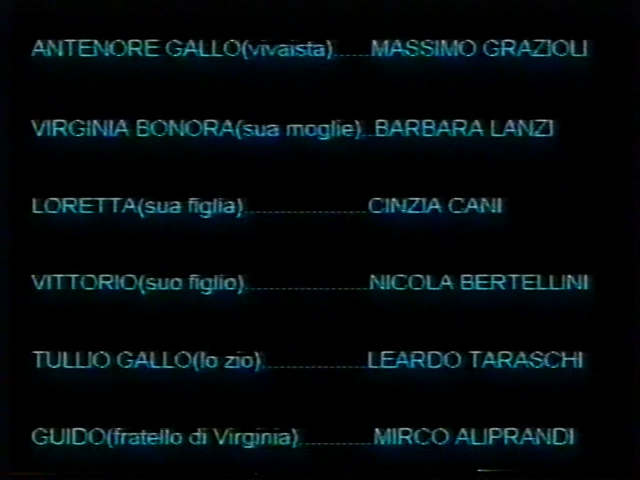 ANTENORE GALLO(vivaista)......MASSIMO GRAZIOLI
VIRGINIA BONORA(sua moglie)..BARBARA LANZI
LORETTA(sua figlia)...................CINZIA CANI
VITTORIO(suo figlio)...................NICOLA BERTELLINI
TULLIO GALLO(lo zio)................LEARDO TARASCHI
GUIDO(fratello di Virginia)...........MIRCO ALIPRANDI